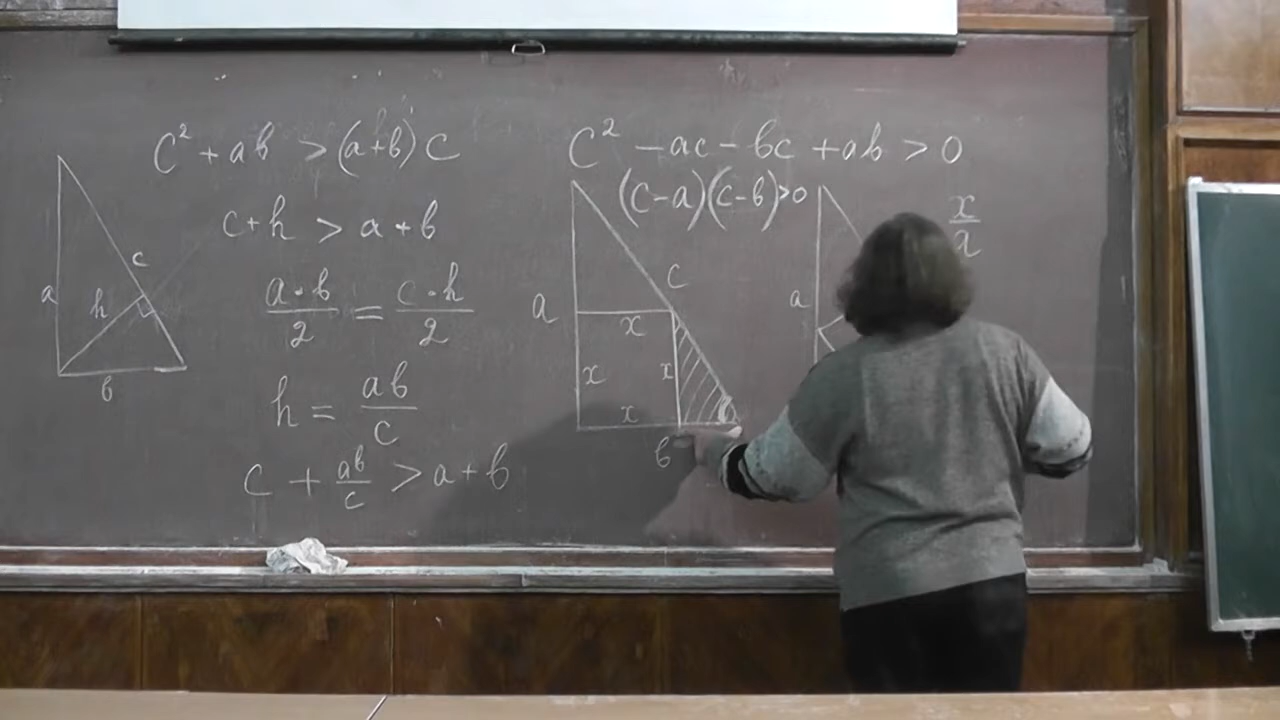 c² + ab > (a+b) c
c + h > a + b
a·b/2 = c·h/2
h = ab/c
c + ab/c > a + b
a
h
c
b
c² – ac – bc + ab > 0
(c–a)(c–b)>0
a
c
x
x
x
x
b
a
x/a